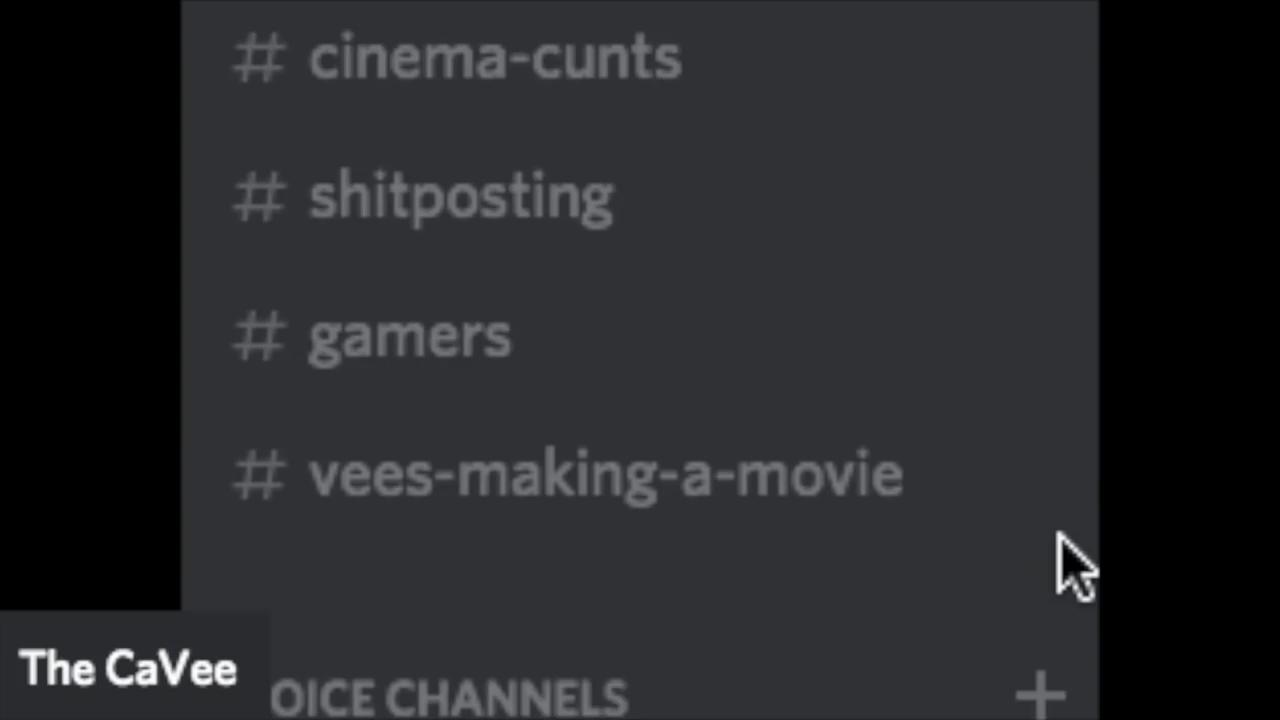 # cinema-cunts
# shitposting
# gamers
# vees-making-a-movie
The CaVee
OICE CHANNELS +